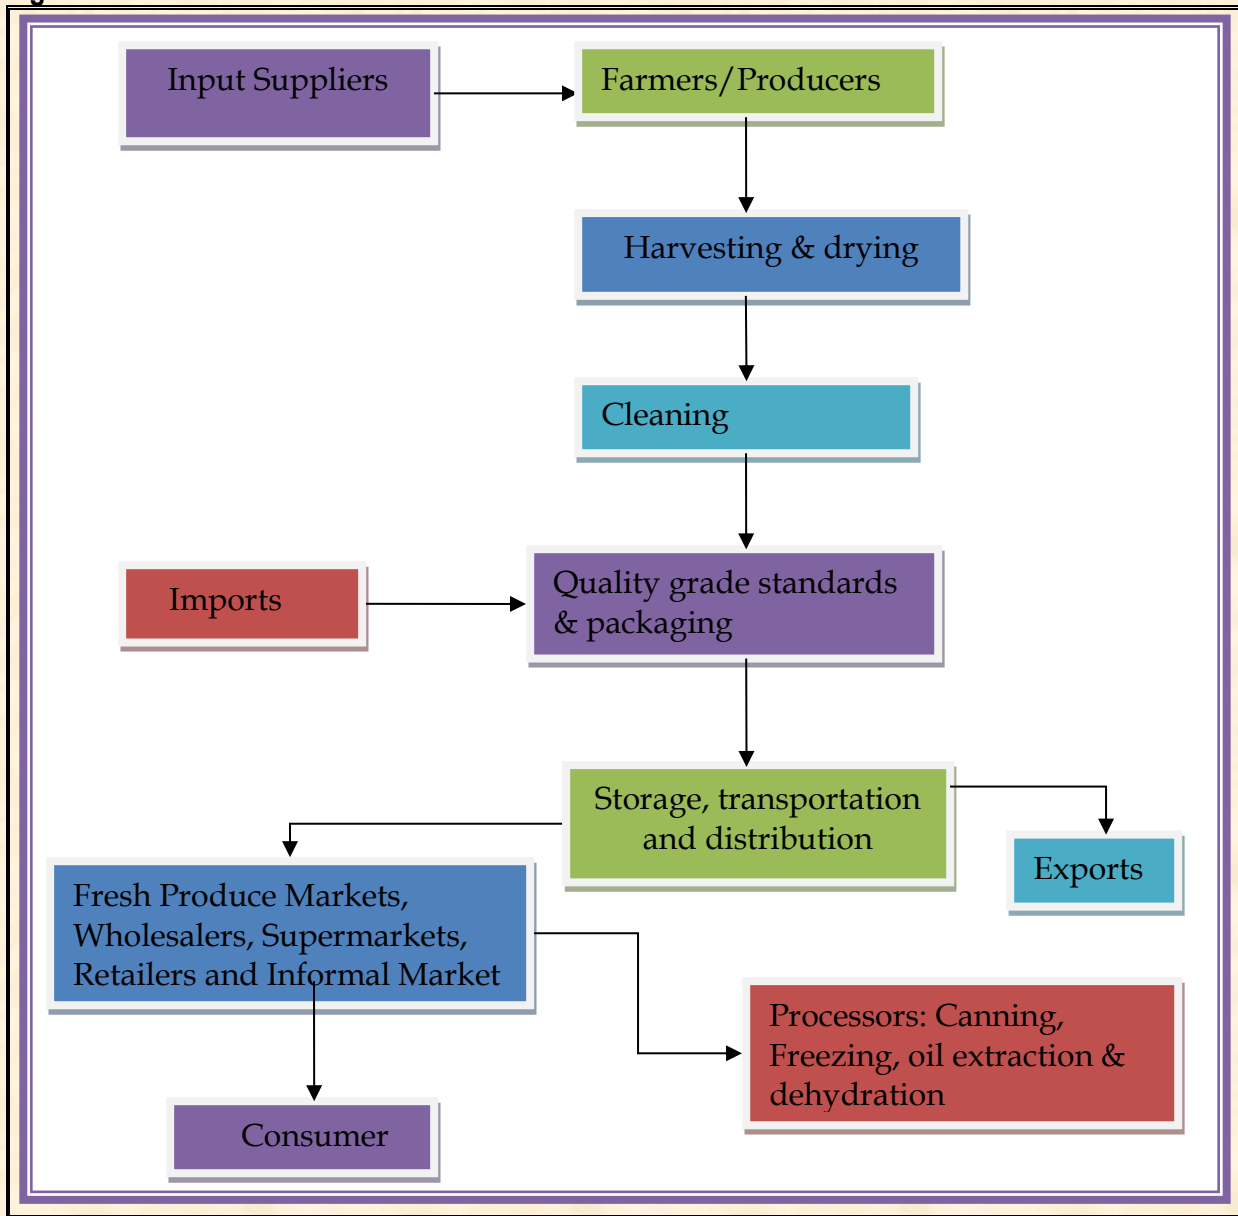 Input Suppliers
Farmers/Producers
Harvesting & drying
Cleaning
Imports
Quality grade standards
& packaging
Storage, transportation
and distribution
Exports
Fresh Produce Markets,
Wholesalers, Supermarkets,
Retailers and Informal Market
Processors: Canning,
Freezing, oil extraction &
dehydration
Consumer